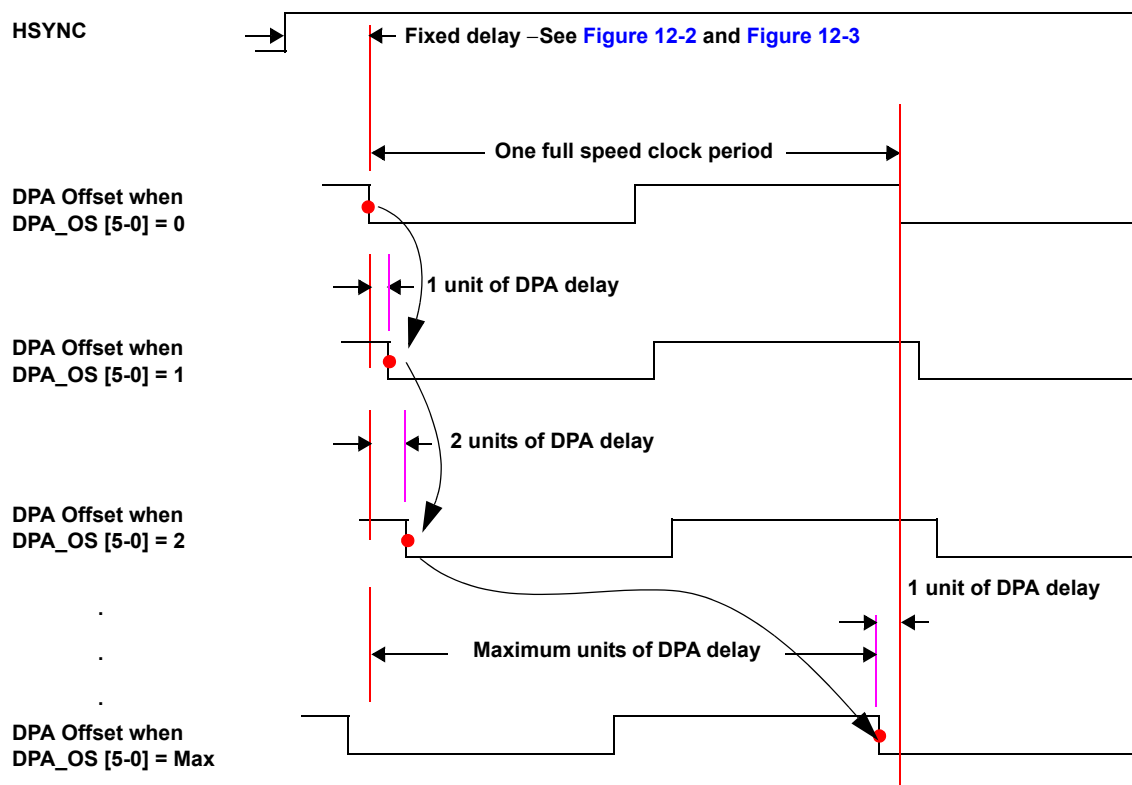 HSYNC
Fixed delay –See Figure 12-2 and Figure 12-3
One full speed clock period
DPA Offset when
DPA_OS [5-0] = 0
1 unit of DPA delay
DPA Offset when
DPA_OS [5-0] = 1
2 units of DPA delay
DPA Offset when
DPA_OS [5-0] = 2
1 unit of DPA delay
.
.
Maximum units of DPA delay
.
DPA Offset when
DPA_OS [5-0] = Max